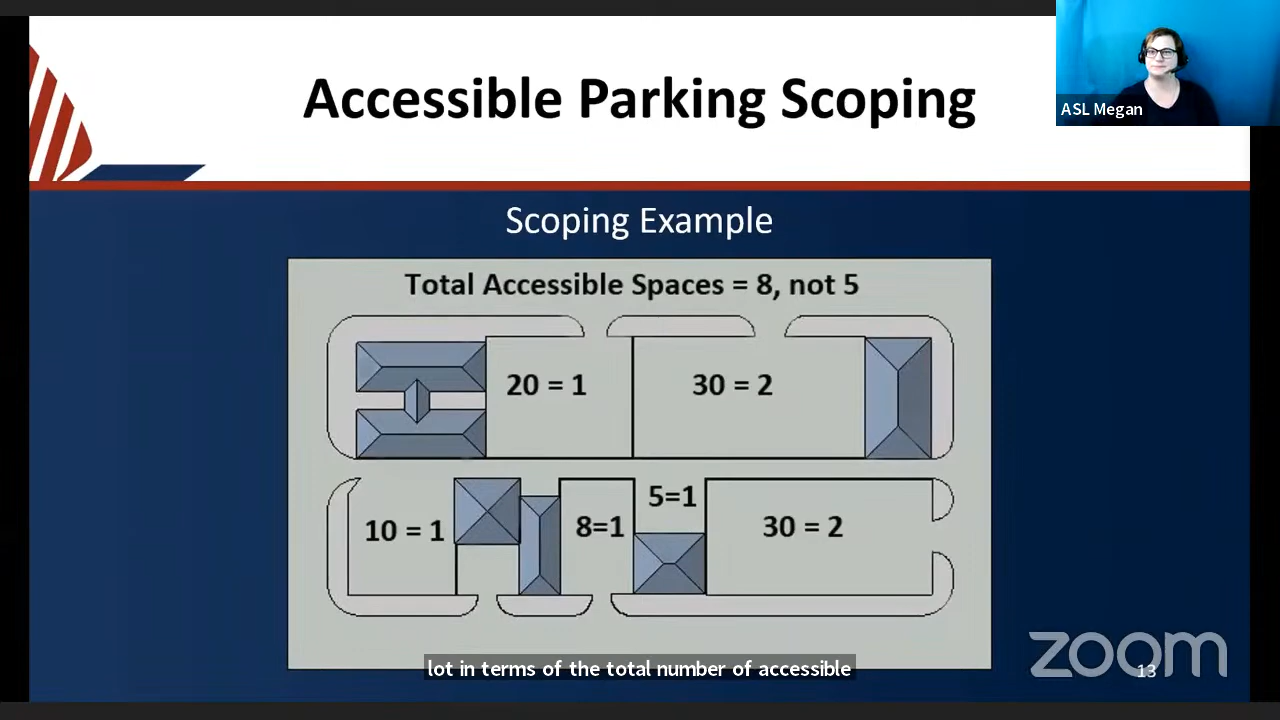 Accessible Parking Scoping
ASL Megan
Scoping Example
Total Accessible Spaces = 8, not 5
20 = 1
30 = 2
5=1
10 = 1
8=1
30 = 2
zoom
lot in terms of the total number of accessible
13